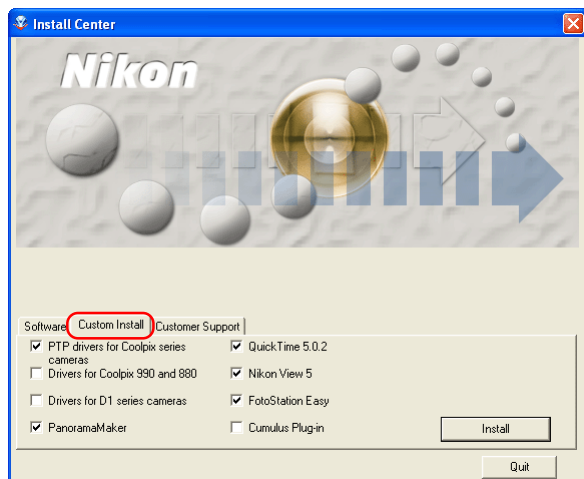 Install Center
Nikon
Software
Custom Install
Customer Support
PTP drivers for Coolpix series
cameras
Drivers for Coolpix 990 and 880
Drivers for D1 series cameras
PanoramaMaker
QuickTime 5.0.2
Nikon View 5
FotoStation Easy
Cumulus Plug-in
Install
Quit